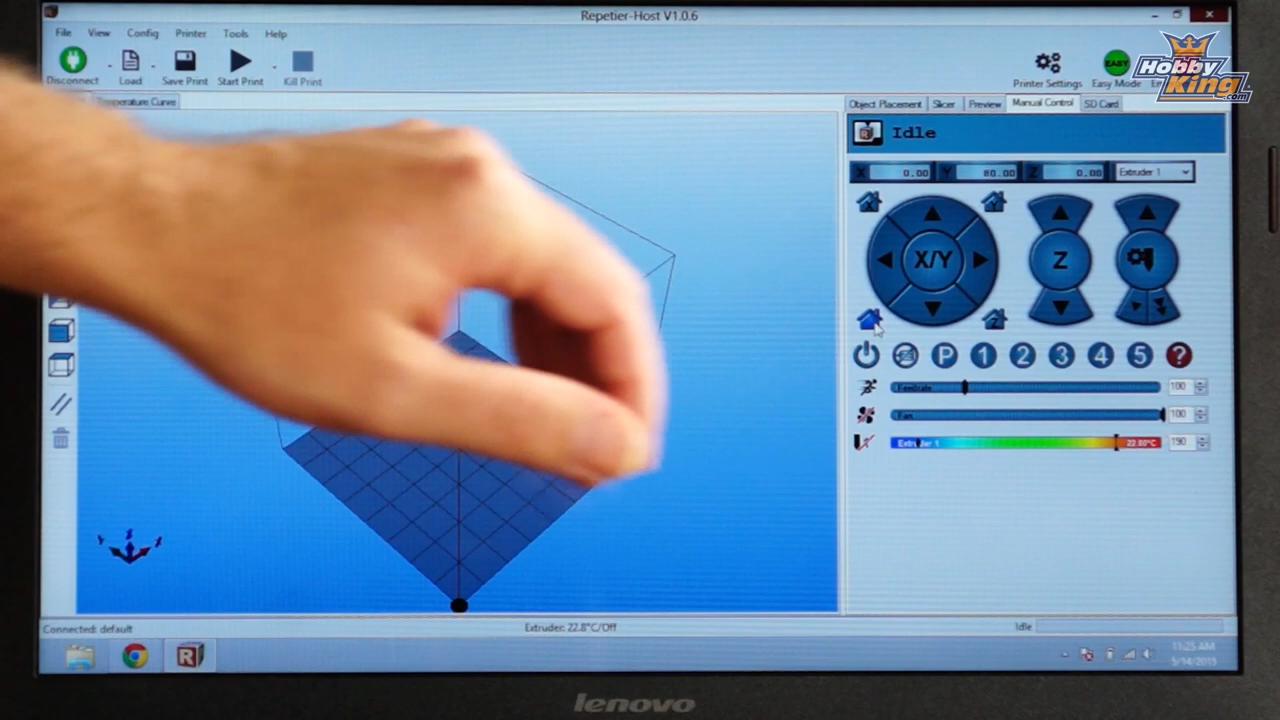 Repetier-Host V1.0.6
File View Config Printer Tools Help
Disconnect Load Save Print Start Print Kill Print Printer Settings Easy Mode
EASY
Hobby King.com
Temperature Curve
Object Placement Slicer Preview Manual Control SD Card
Idle
X 0.00 Y 80.00 Z 0.00 Extruder 1
X Y
X/Y Z
Z
P 1 2 3 4 5 ?
Feedrate 100
Fan 100
Extruder 1 22.80°C 190
Connected: default Extruder: 22.8°C/Off Idle
R 11:25 AM
5/14/2015
lenovo